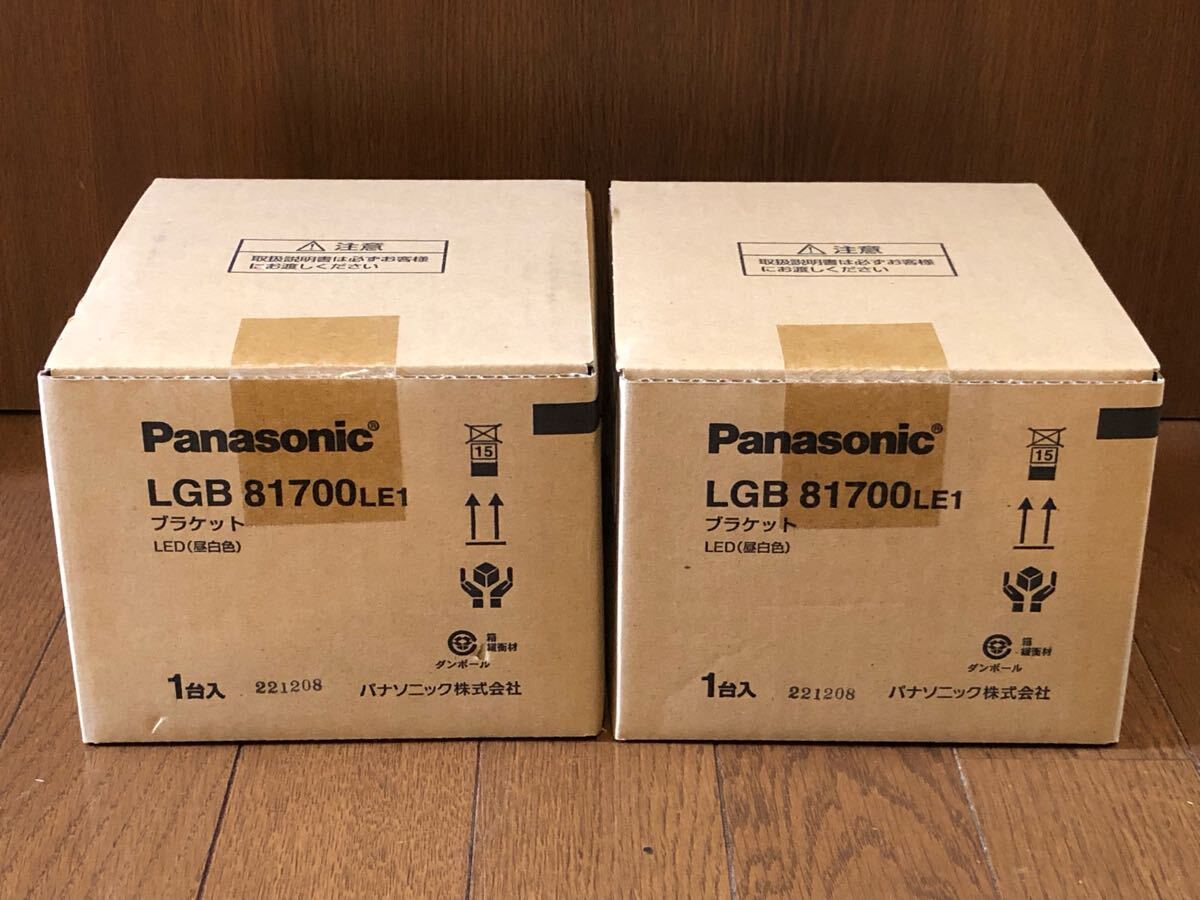 ⚠ 注意
取扱説明書は必ずお客様
にお渡しください
Panasonic®
LGB 81700LE1
ブラケット
LED(昼白色)
15
箱
緩衝材
ダンボール
1台入 221208 パナソニック株式会社
⚠ 注意
取扱説明書は必ずお客様
にお渡しください
Panasonic®
LGB 81700LE1
ブラケット
LED(昼白色)
15
箱
緩衝材
ダンボール
1台入 221208 パナソニック株式会社